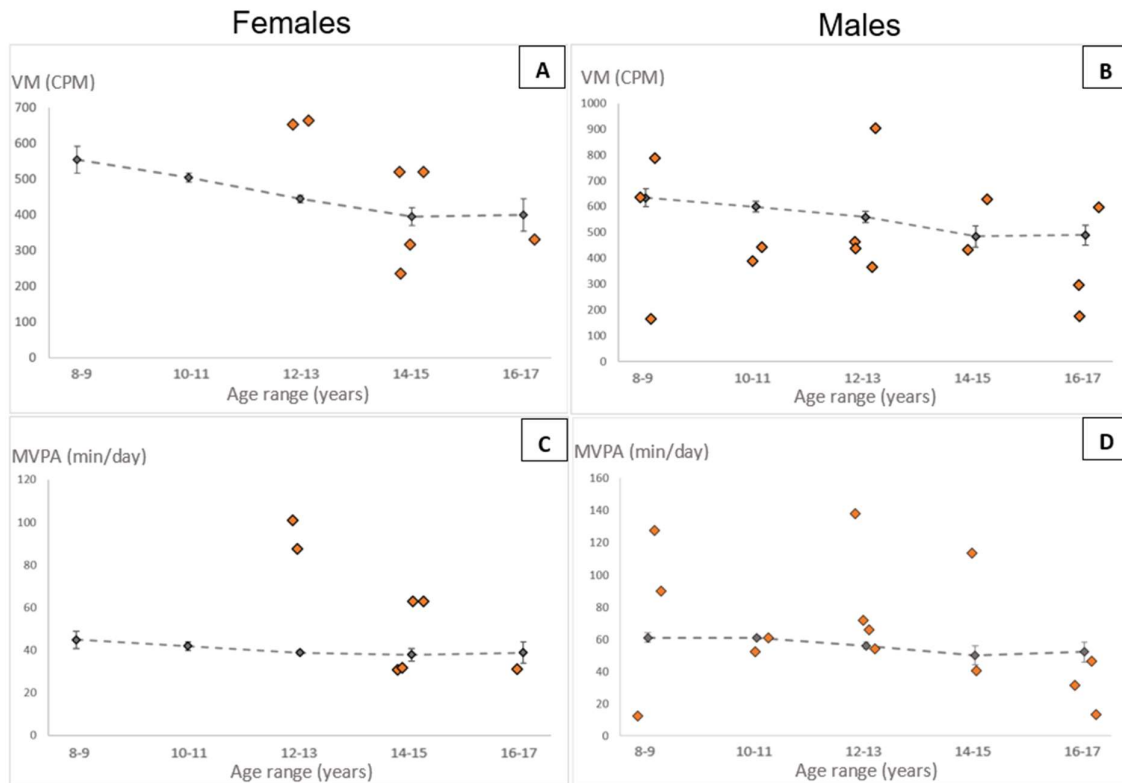 Females
Males
A
VM (CPM)
700
600
500
400
300
200
100
0
8-9 10-11 12-13 14-15 16-17
Age range (years)
B
VM (CPM)
1000
900
800
700
600
500
400
300
200
100
0
8-9 10-11 12-13 14-15 16-17
Age range (years)
C
MVPA (min/day)
120
100
80
60
40
20
0
8-9 10-11 12-13 14-15 16-17
Age range (years)
D
MVPA (min/day)
160
140
120
100
80
60
40
20
0
8-9 10-11 12-13 14-15 16-17
Age range (years)